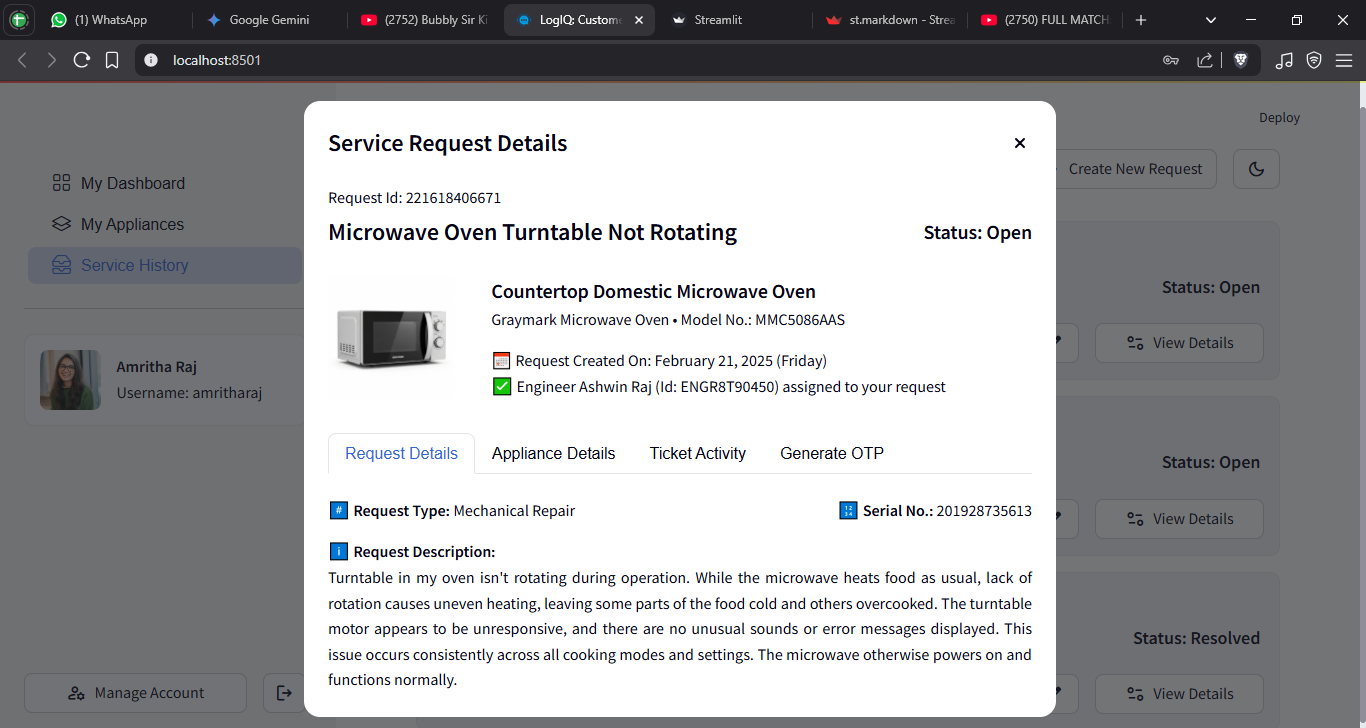 (1) WhatsApp
Google Gemini
(2752) Bubbly Sir Ki
LogIQ: Custome
Streamlit
st.markdown - Strea
(2750) FULL MATCH:
localhost:8501
Deploy
Create New Request
My Dashboard
My Appliances
Service History
Amritha Raj
Username: amritharaj
Manage Account
Service Request Details
Request Id: 221618406671
Microwave Oven Turntable Not Rotating
Status: Open
Countertop Domestic Microwave Oven
Graymark Microwave Oven • Model No.: MMC5086AAS
Request Created On: February 21, 2025 (Friday)
Engineer Ashwin Raj (Id: ENGR8T90450) assigned to your request
Request Details Appliance Details Ticket Activity Generate OTP
# Request Type: Mechanical Repair
1234 Serial No.: 201928735613
i Request Description:
Turntable in my oven isn't rotating during operation. While the microwave heats food as usual, lack of
rotation causes uneven heating, leaving some parts of the food cold and others overcooked. The turntable
motor appears to be unresponsive, and there are no unusual sounds or error messages displayed. This
issue occurs consistently across all cooking modes and settings. The microwave otherwise powers on and
functions normally.
Status: Open
View Details
Status: Open
View Details
Status: Resolved
View Details